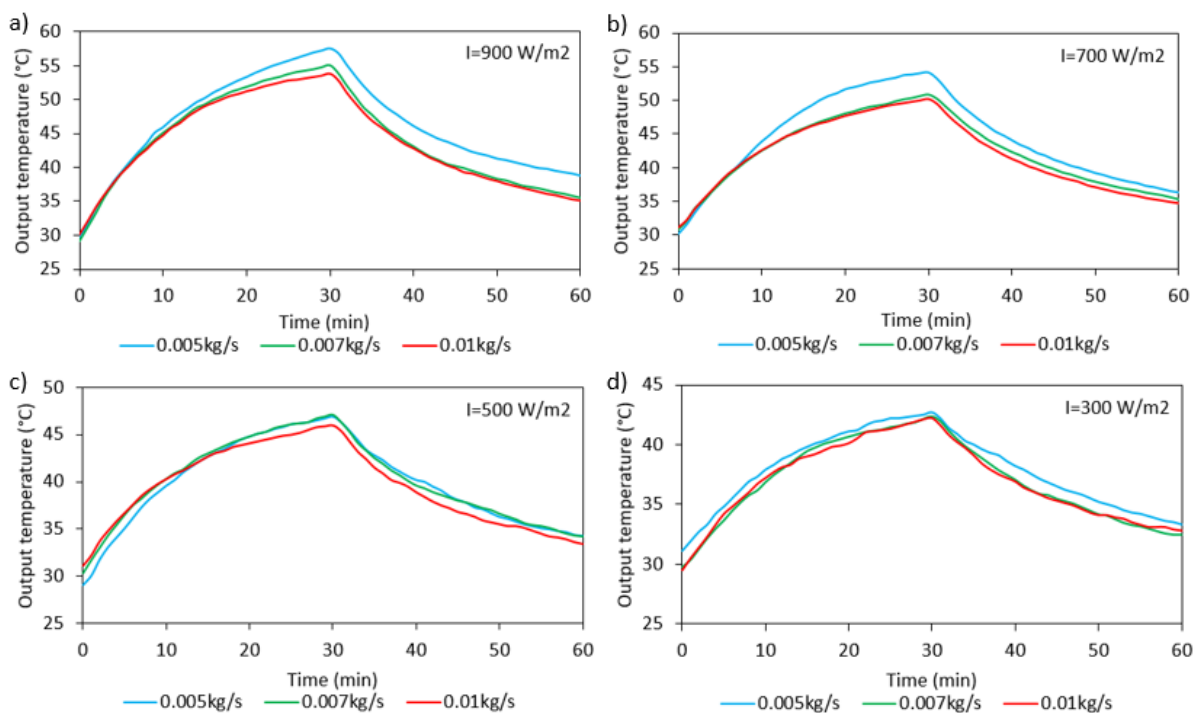 a)
I=900 W/m2
Output temperature (°C)
60
55
50
45
40
35
30
25
0 10 20 30 40 50 60
Time (min)
0.005kg/s 0.007kg/s 0.01kg/s
b)
I=700 W/m2
Output temperature (°C)
60
55
50
45
40
35
30
25
0 10 20 30 40 50 60
Time (min)
0.005kg/s 0.007kg/s 0.01kg/s
c)
I=500 W/m2
Output temperature (°C)
50
45
40
35
30
25
0 10 20 30 40 50 60
Time (min)
0.005kg/s 0.007kg/s 0.01kg/s
d)
I=300 W/m2
Output temperature (°C)
45
40
35
30
25
0 10 20 30 40 50 60
Time (min)
0.005kg/s 0.007kg/s 0.01kg/s